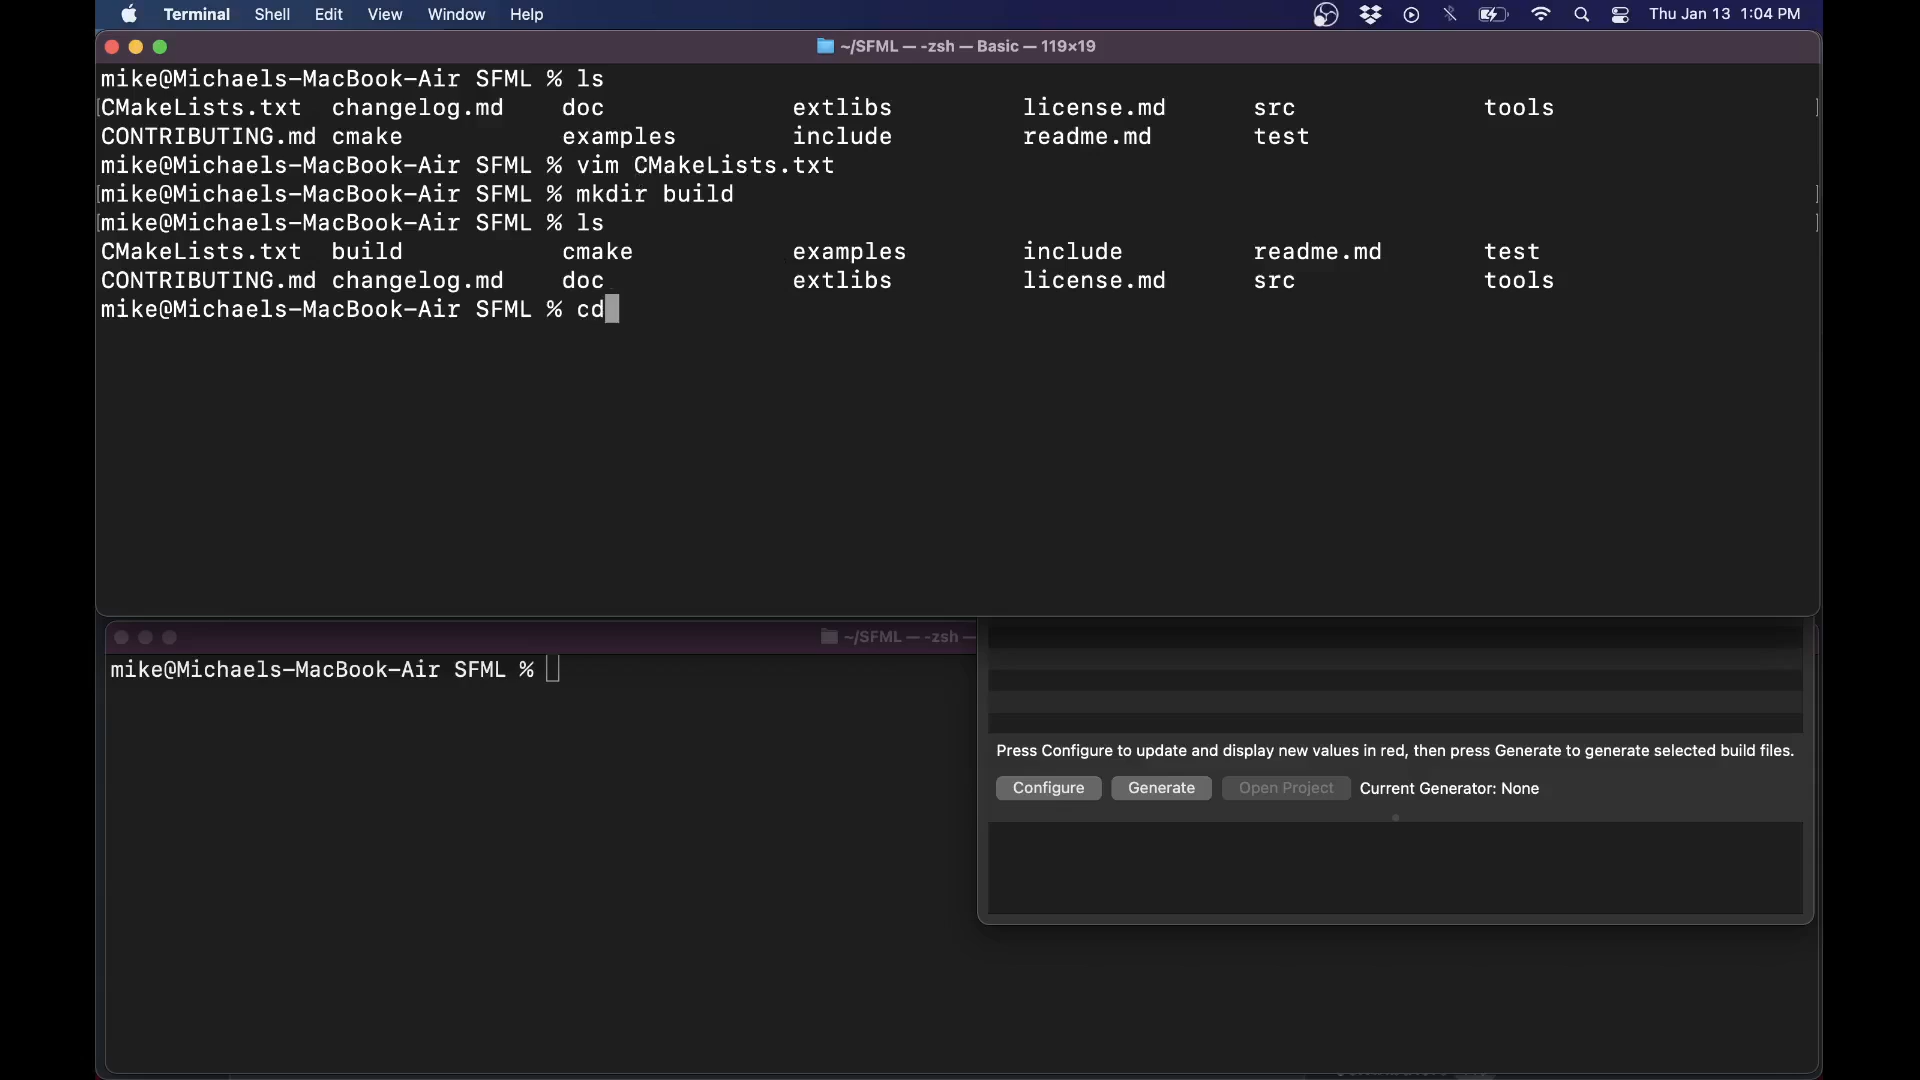 Terminal Shell Edit View Window Help Thu Jan 13 1:04 PM
~/SFML — -zsh — Basic — 119×19
mike@Michaels-MacBook-Air SFML % ls
[CMakeLists.txt changelog.md doc extlibs license.md src tools ]
CONTRIBUTING.md cmake examples include readme.md test
mike@Michaels-MacBook-Air SFML % vim CMakeLists.txt
[mike@Michaels-MacBook-Air SFML % mkdir build ]
[mike@Michaels-MacBook-Air SFML % ls ]
CMakeLists.txt build cmake examples include readme.md test
CONTRIBUTING.md changelog.md doc extlibs license.md src tools
mike@Michaels-MacBook-Air SFML % cd
~/SFML — -zsh —
mike@Michaels-MacBook-Air SFML %
Press Configure to update and display new values in red, then press Generate to generate selected build files.
Configure Generate Open Project Current Generator: None